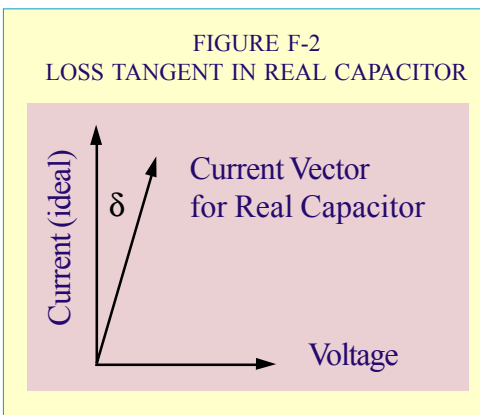 FIGURE F-2
LOSS TANGENT IN REAL CAPACITOR
Current (ideal)
δ
Current Vector
for Real Capacitor
Voltage